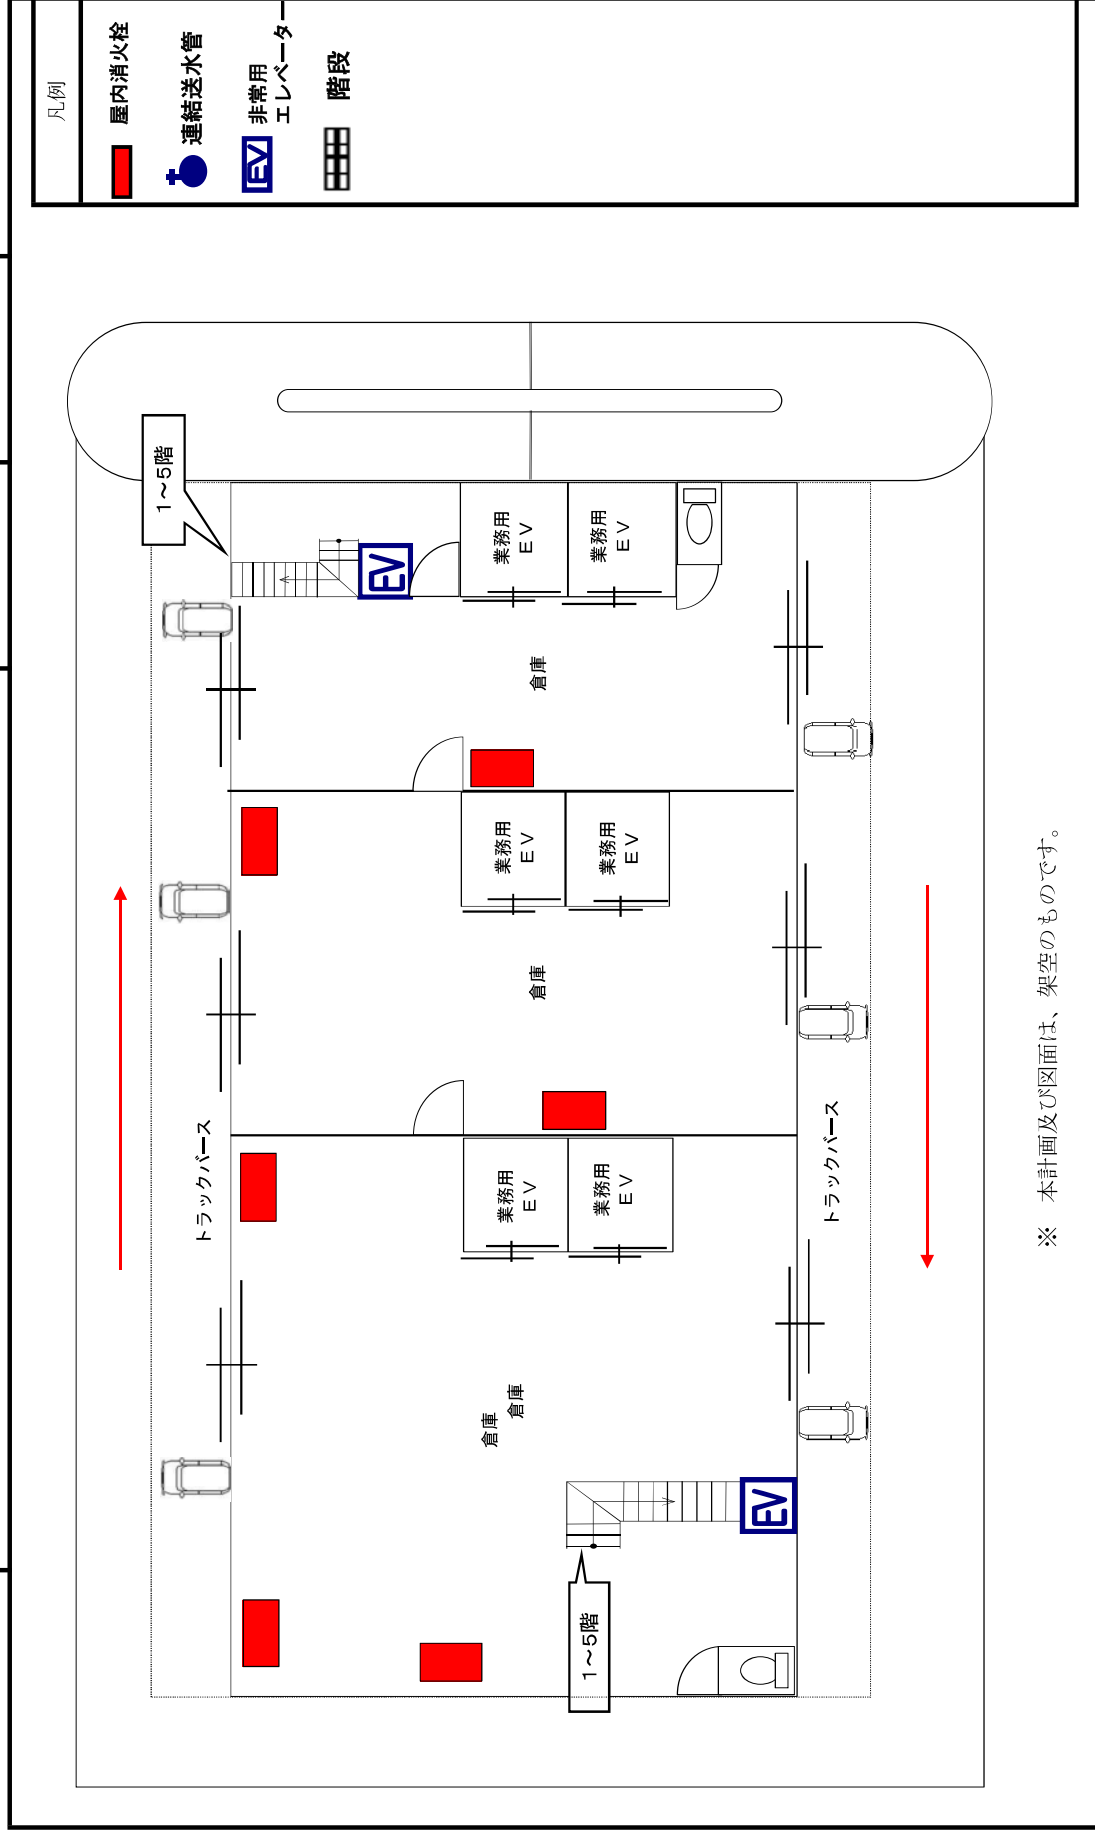 凡例
屋内消火栓
連結送水管
非常用
エレベーター
階段
EV
1～5階
EV
業務用
ＥＶ
業務用
ＥＶ
倉庫
業務用
ＥＶ
業務用
ＥＶ
倉庫
トラックバース
業務用
ＥＶ
業務用
ＥＶ
トラックバース
倉庫
倉庫
EV
1～5階
※　本計画及び図面は、架空のものです。